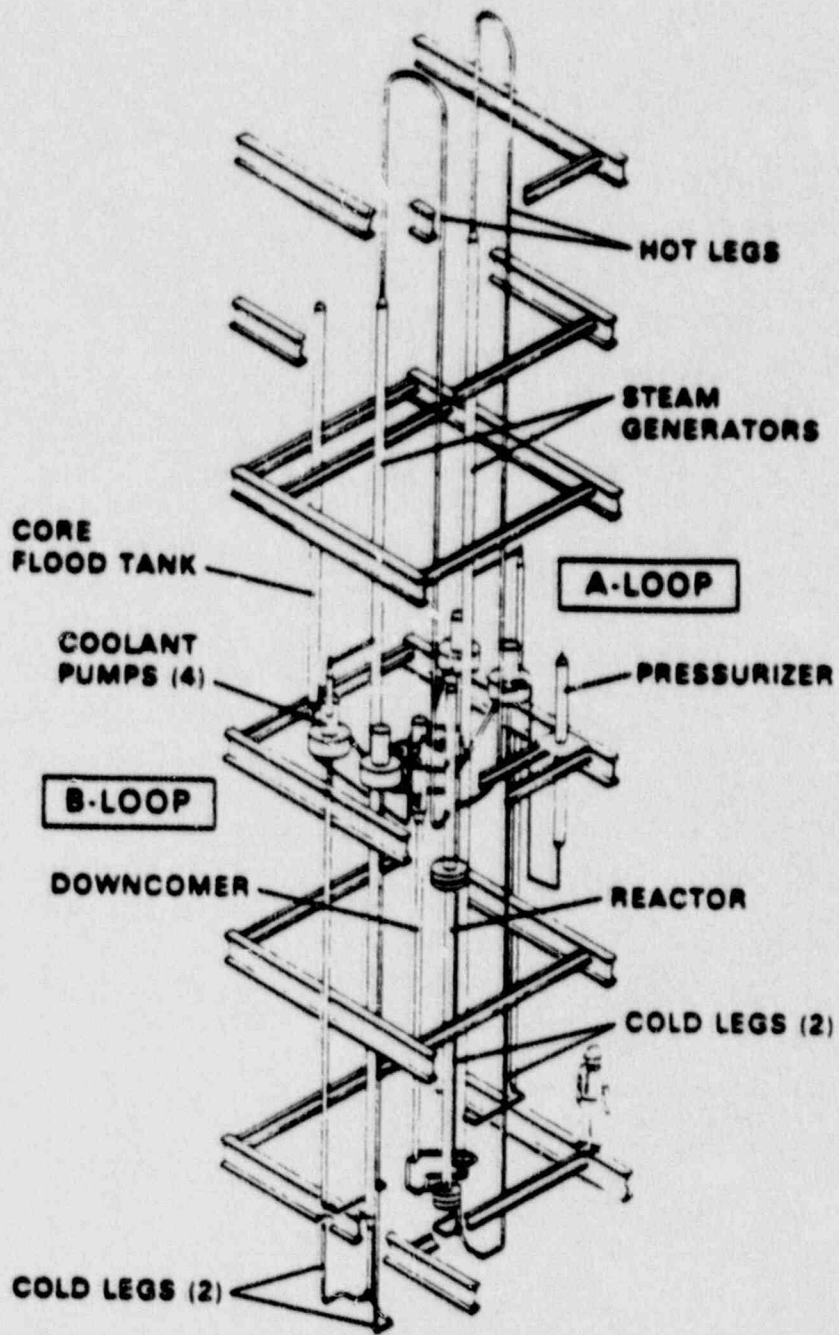 HOT LEGS
STEAM
GENERATORS
CORE
FLOOD TANK
A-LOOP
COOLANT
PUMPS (4)
PRESSURIZER
B-LOOP
DOWNCOMER
REACTOR
COLD LEGS (2)
COLD LEGS (2)